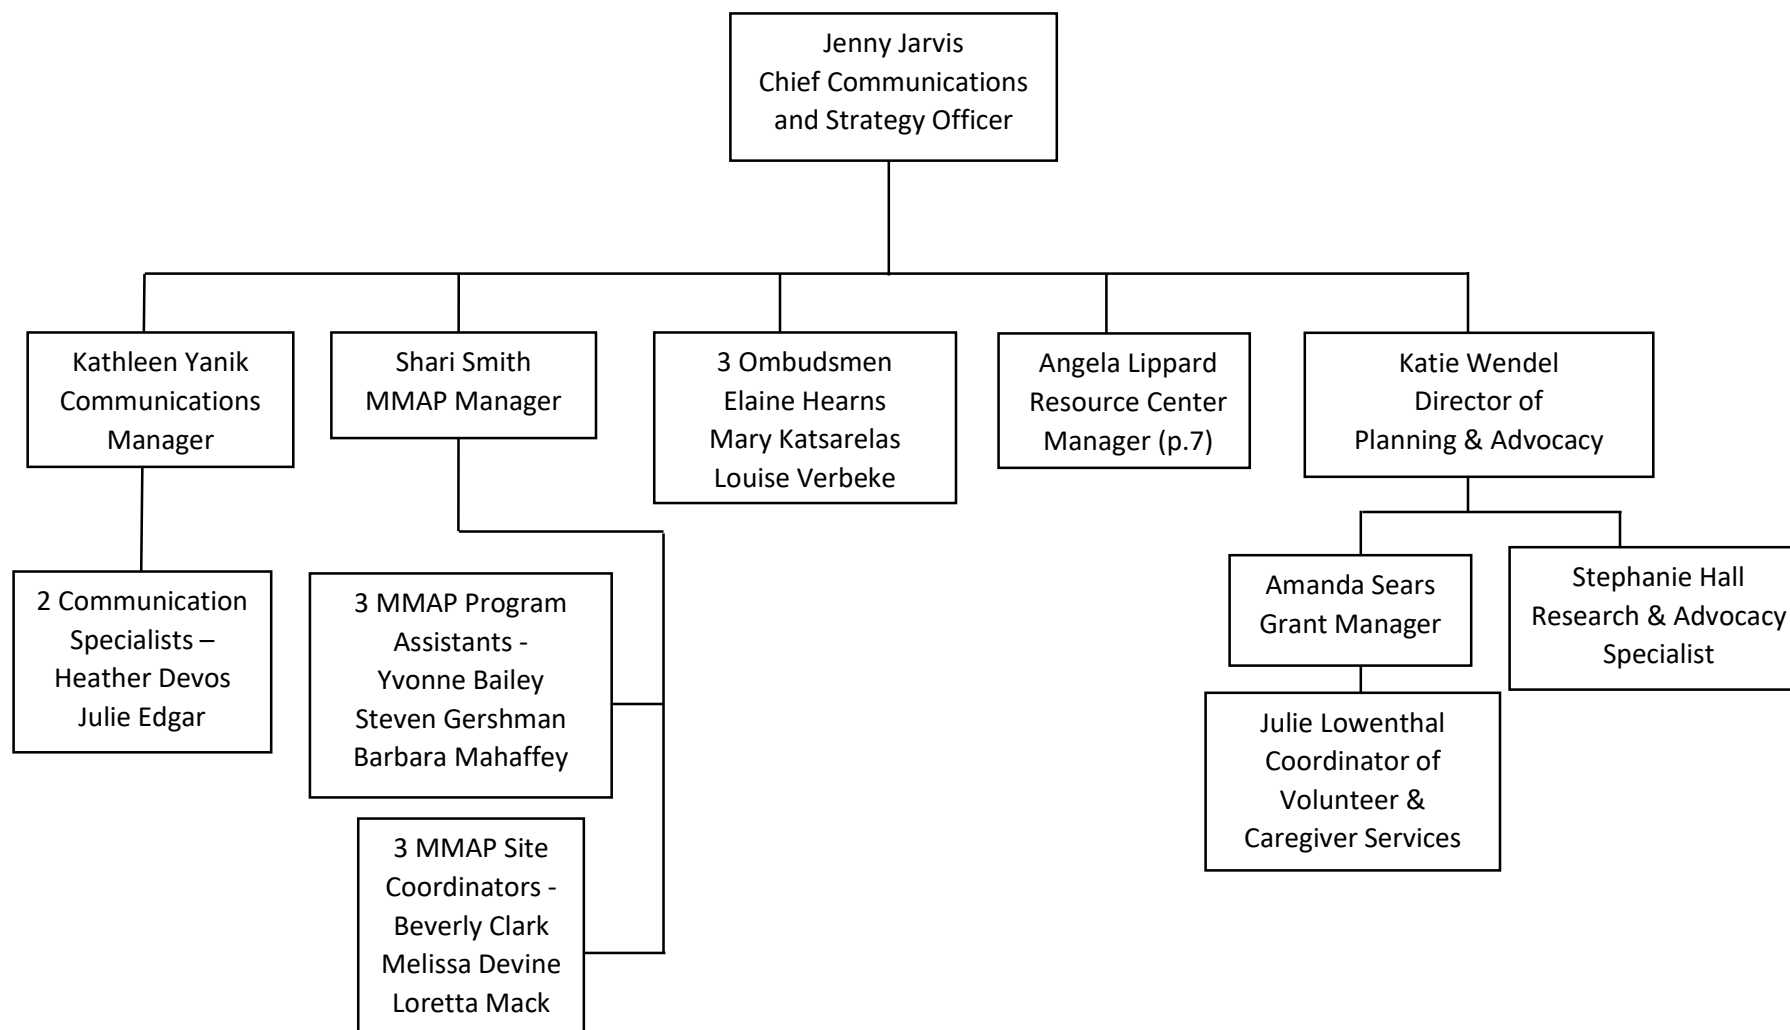 Jenny Jarvis
Chief Communications
and Strategy Officer
Kathleen Yanik
Communications
Manager
Shari Smith
MMAP Manager
3 Ombudsmen
Elaine Hearns
Mary Katsarelas
Louise Verbeke
Angela Lippard
Resource Center
Manager (p.7)
Katie Wendel
Director of
Planning & Advocacy
2 Communication
Specialists –
Heather Devos
Julie Edgar
3 MMAP Program
Assistants -
Yvonne Bailey
Steven Gershman
Barbara Mahaffey
3 MMAP Site
Coordinators -
Beverly Clark
Melissa Devine
Loretta Mack
Amanda Sears
Grant Manager
Stephanie Hall
Research & Advocacy
Specialist
Julie Lowenthal
Coordinator of
Volunteer &
Caregiver Services